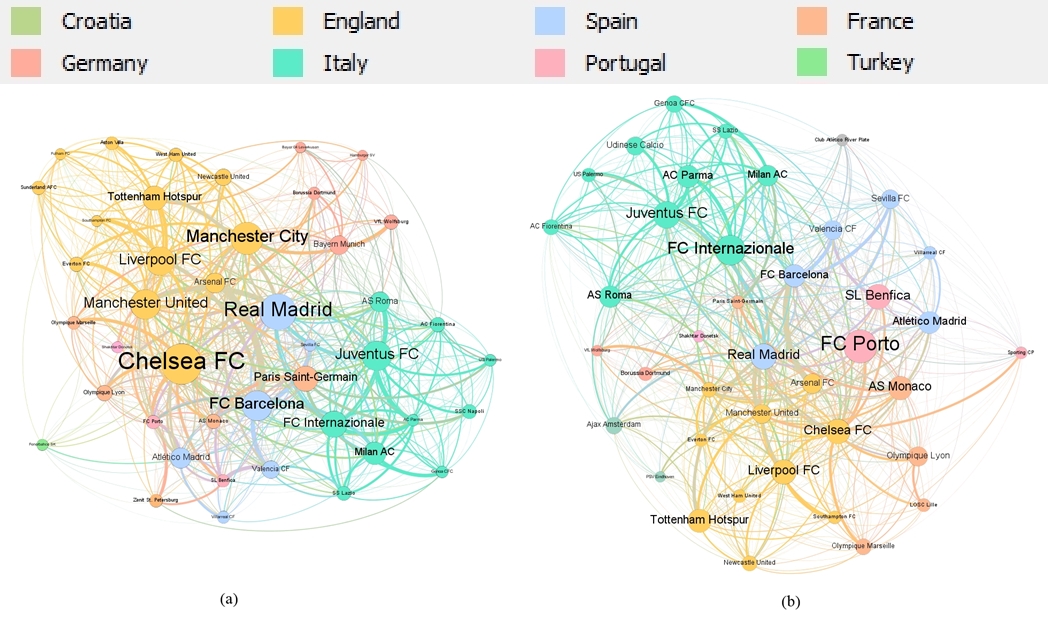 Croatia England Spain France
Germany Italy Portugal Turkey
Aston Villa
Fulham FC
West Ham United
Sunderland AFC
Newcastle United
Tottenham Hotspur
Borussia Dortmund
Southampton FC
VfL Wolfsburg
Manchester City
Bayern Munich
Liverpool FC
Everton FC
Arsenal FC
Manchester United
AS Roma
Real Madrid
Olympique Marseille
AC Fiorentina
Shakhtar Donetsk
Sevilla FC
Juventus FC
Chelsea FC
US Palermo
Paris Saint-Germain
Olympique Lyon
FC Barcelona
SSC Napoli
FC Porto
AS Monaco
FC Internazionale
AC Parma
Fenerbahce SK
Milan AC
Atlético Madrid
Valencia CF
Genoa CFC
SL Benfica
SS Lazio
Zenit St. Petersburg
Villarreal CF
(a)
Genoa CFC
SS Lazio
Club Atlético River Plate
Udinese Calcio
US Palermo
AC Parma
Milan AC
Sevilla FC
Juventus FC
AC Fiorentina
Valencia CF
FC Internazionale
Villarreal CF
FC Barcelona
AS Roma
SL Benfica
Paris Saint-Germain
Atlético Madrid
Shakhtar Donetsk
FC Porto
VfL Wolfsburg
Real Madrid
Sporting CP
Borussia Dortmund
Manchester City
Arsenal FC
AS Monaco
Manchester United
Ajax Amsterdam
Chelsea FC
Everton FC
Olympique Lyon
Liverpool FC
PSV Eindhoven
West Ham United
LOSC Lille
Tottenham Hotspur
Southampton FC
Olympique Marseille
Newcastle United
(b)